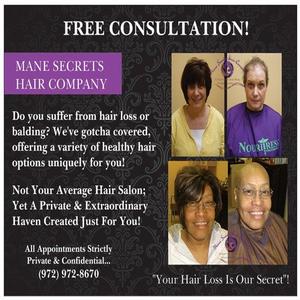 FREE CONSULTATION!
MANE SECRETS
HAIR COMPANY
Do you suffer from hair loss or
balding? We've gotcha covered,
offering a variety of healthy hair
options uniquely for you!
Not Your Average Hair Salon;
Yet A Private & Extraordinary
Haven Created Just For You!
All Appointments Strictly
Private & Confidential...
(972) 972-8670
"Your Hair Loss Is Our Secret"!